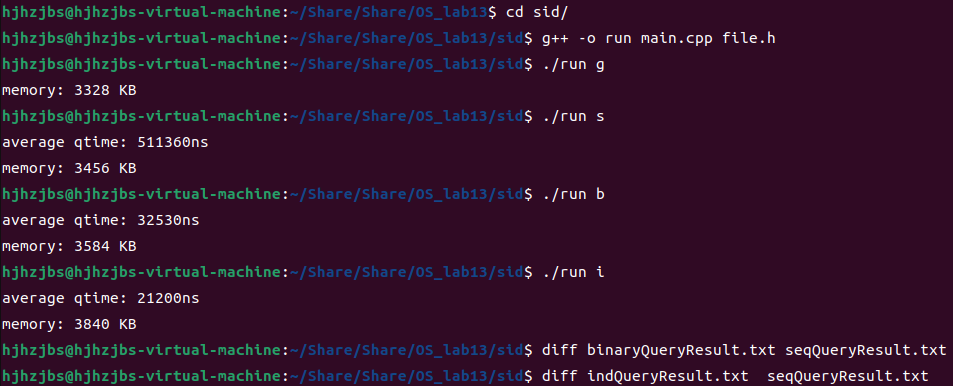 hjhzjbs@hjhzjbs-virtual-machine:~/Share/Share/OS_lab13$ cd sid/
hjhzjbs@hjhzjbs-virtual-machine:~/Share/Share/OS_lab13/sid$ g++ -o run main.cpp file.h
hjhzjbs@hjhzjbs-virtual-machine:~/Share/Share/OS_lab13/sid$ ./run g
memory: 3328 KB
hjhzjbs@hjhzjbs-virtual-machine:~/Share/Share/OS_lab13/sid$ ./run s
average qtime: 511360ns
memory: 3456 KB
hjhzjbs@hjhzjbs-virtual-machine:~/Share/Share/OS_lab13/sid$ ./run b
average qtime: 32530ns
memory: 3584 KB
hjhzjbs@hjhzjbs-virtual-machine:~/Share/Share/OS_lab13/sid$ ./run i
average qtime: 21200ns
memory: 3840 KB
hjhzjbs@hjhzjbs-virtual-machine:~/Share/Share/OS_lab13/sid$ diff binaryQueryResult.txt seqQueryResult.txt
hjhzjbs@hjhzjbs-virtual-machine:~/Share/Share/OS_lab13/sid$ diff indQueryResult.txt  seqQueryResult.txt